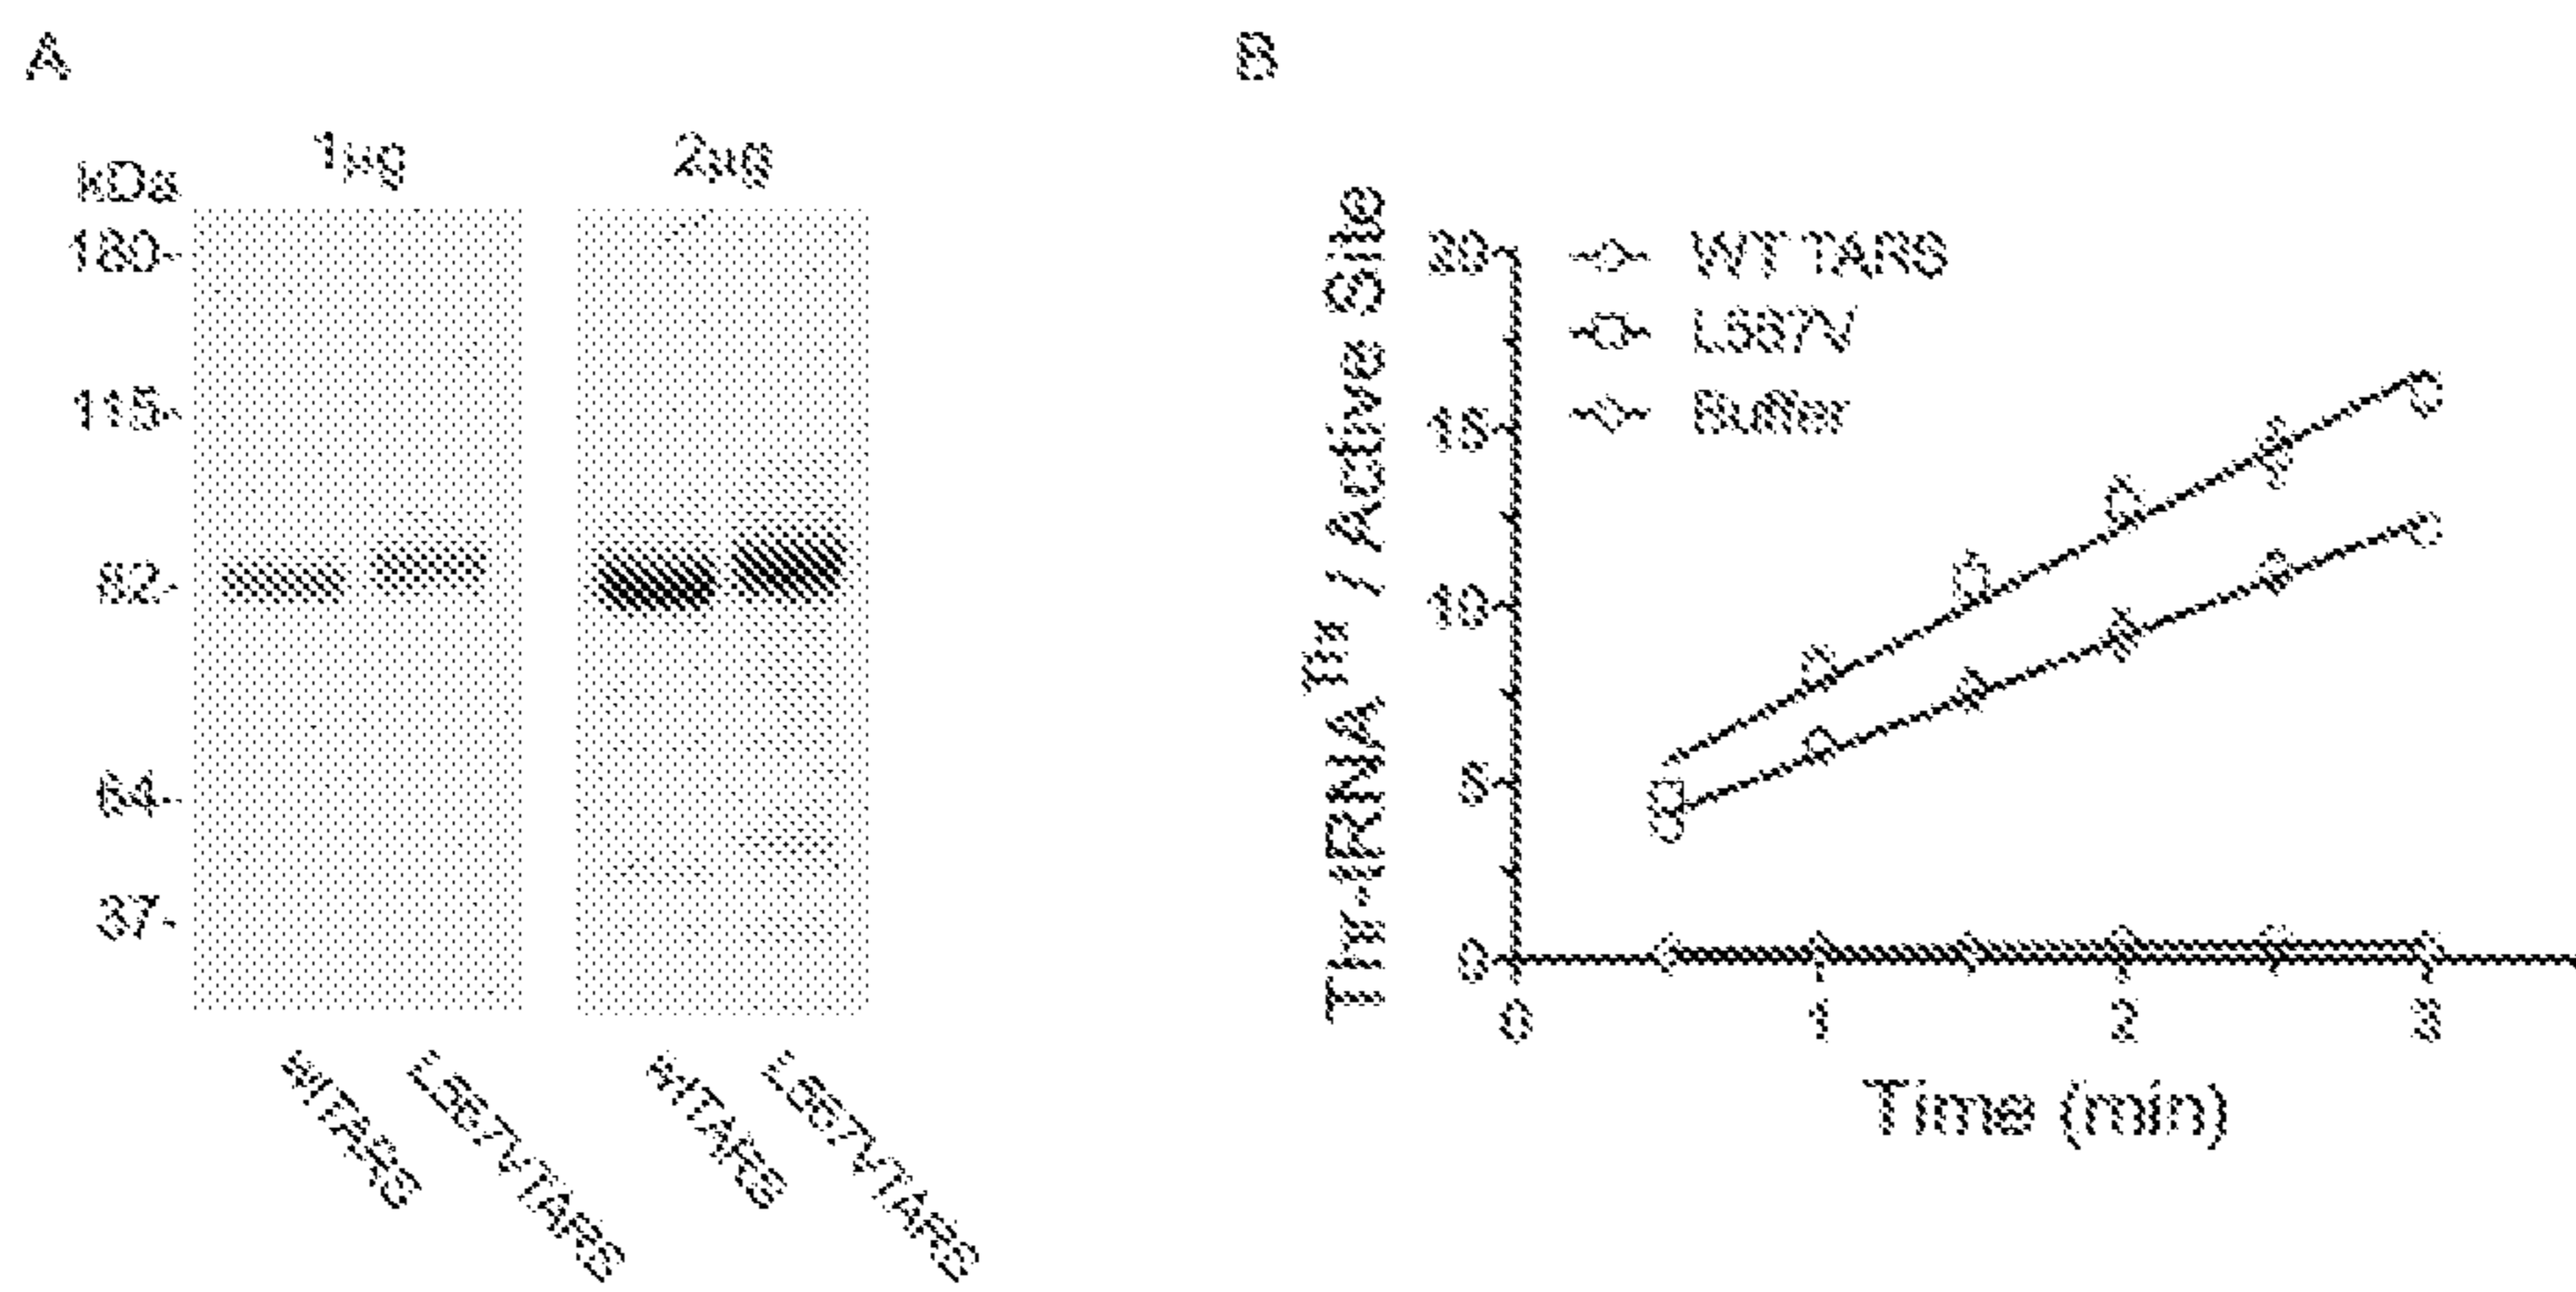 A
1µg
2µg
kDa
180-
115-
82-
64-
37-
wtTARS
L567VTARS
wtTARS
L567VTARS
B
Thr-tRNA^Thr / Active Site
20
15
10
5
0
WT TARS
L567V
Buffer
0
1
2
3
Time (min)